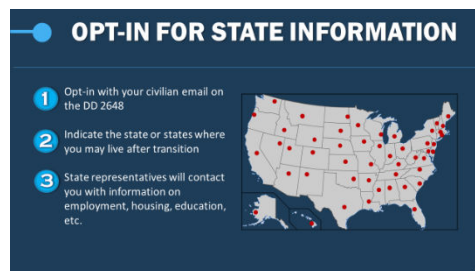 OPT-IN FOR STATE INFORMATION
1 Opt-in with your civilian email on
the DD 2648
2 Indicate the state or states where
you may live after transition
3 State representatives will contact
you with information on
employment, housing, education,
etc.